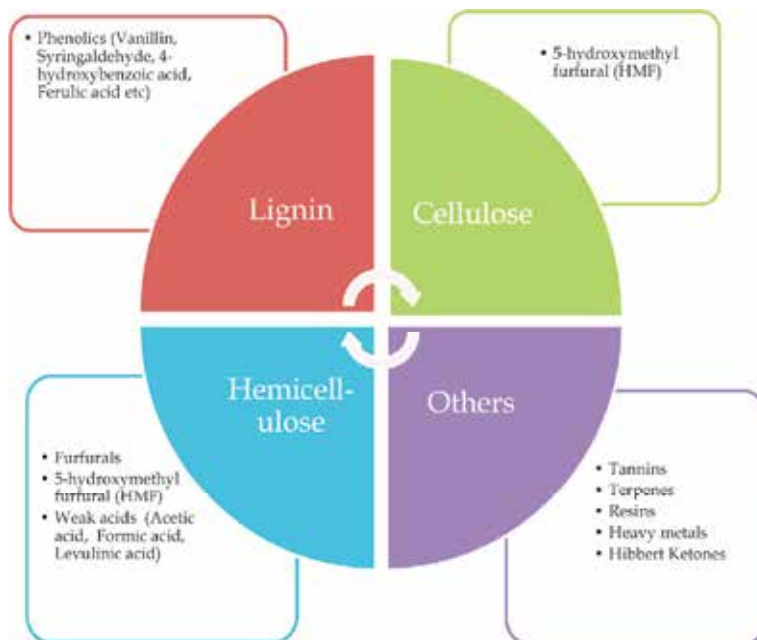 • Phenolics (Vanillin,
Syringaldehyde, 4-
hydroxybenzoic acid,
Ferulic acid etc)
• 5-hydroxymethyl
furfural (HMF)
Lignin
Cellulose
Hemicell-
ulose
Others
• Furfurals
• 5-hydroxymethyl
furfural (HMF)
• Weak acids (Acetic
acid, Formic acid,
Levulinic acid)
• Tannins
• Terpenes
• Resins
• Heavy metals
• Hibbert Ketones